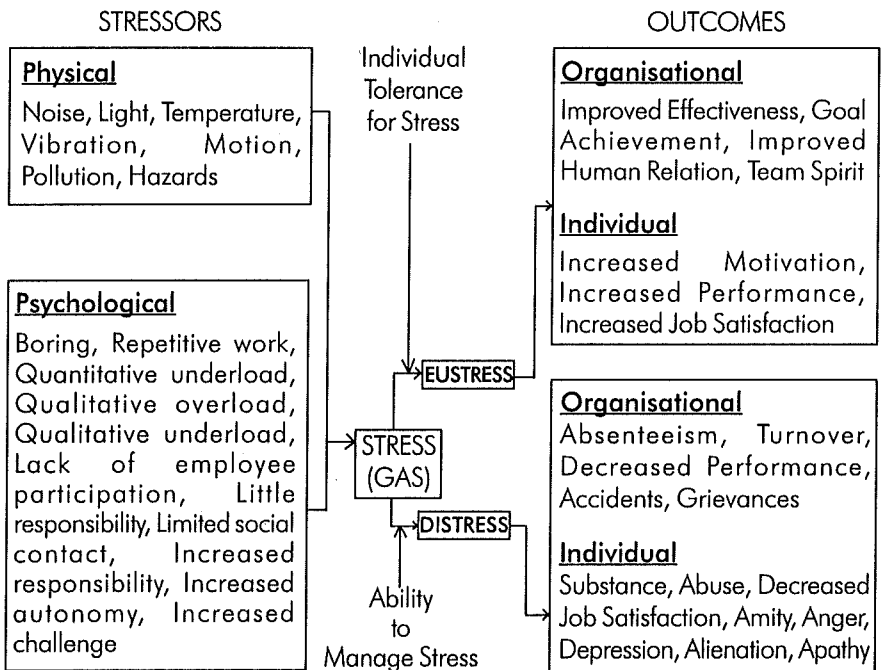 STRESSORS
Physical
Noise, Light, Temperature,
Vibration, Motion,
Pollution, Hazards
Psychological
Boring, Repetitive work,
Quantitative underload,
Qualitative overload,
Qualitative underload,
Lack of employee
participation, Little
responsibility, Limited social
contact, Increased
responsibility, Increased
autonomy, Increased
challenge
Individual
Tolerance
for Stress
STRESS
(GAS)
EUSTRESS
DISTRESS
Ability
to
Manage Stress
OUTCOMES
Organisational
Improved Effectiveness, Goal
Achievement, Improved
Human Relation, Team Spirit
Individual
Increased Motivation,
Increased Performance,
Increased Job Satisfaction
Organisational
Absenteeism, Turnover,
Decreased Performance,
Accidents, Grievances
Individual
Substance, Abuse, Decreased
Job Satisfaction, Amity, Anger,
Depression, Alienation, Apathy